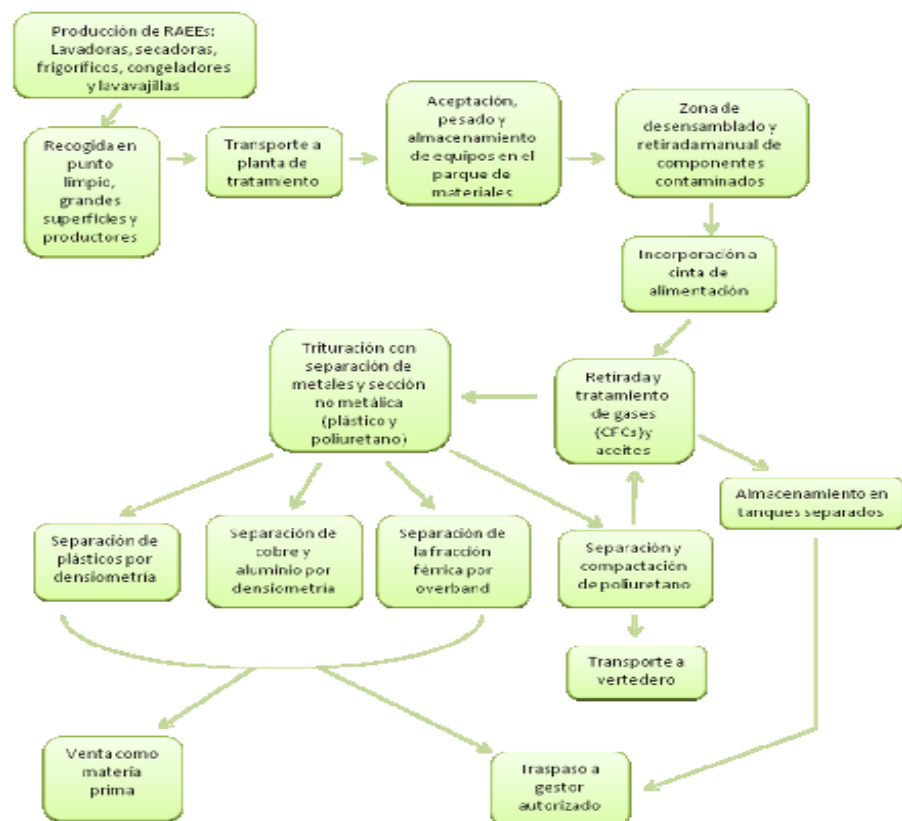 Producción de RAEEs:
Lavadoras, secadoras,
frigoríficos, congeladores
y lavavajillas
Recogida en
punto
limpio,
grandes
superficies y
productores
Transporte a
planta de
tratamiento
Aceptación,
pesado y
almacenamiento
de equipos en el
parque de
materiales
Zona de
desensamblado y
retirada manual de
componentes
contaminados
Incorporación a
cinta de
alimentación
Retirada y
tratamiento
de gases
(CFCs) y
aceites
Trituración con
separación de
metales y sección
no metálica
(plástico y
poliuretano)
Almacenamiento en
tanques separados
Separación de
plásticos por
densiometría
Separación de
cobre y
aluminio por
densiometría
Separación de
la fracción
férrica por
overband
Separación y
compactación
de poliuretano
Transporte a
vertedero
Venta como
matería
prima
Traspaso a
gestor
autorizado